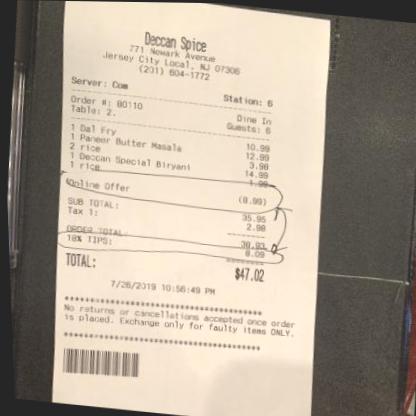 Deccan Spice
771 Newark Avenue
Jersey City Local, NJ 07306
(201) 604-1772
Server: Com Station: 6
Order #: 80110 Dine In
Table: 2. Guests: 6
1 Dal Fry 10.99
1 Paneer Butter Masala 12.99
2 rice 3.98
1 Deccan Special Biryani 14.99
1 rice 1.99
Online Offer (8.99)
SUB TOTAL: 35.95
Tax 1: 2.98
ORDER TOTAL: 38.93
18% TIPS: 8.09
TOTAL: $47.02
7/26/2019 10:56:49 PM
No returns or cancellations accepted once order
is placed. Exchange only for faulty items ONLY.